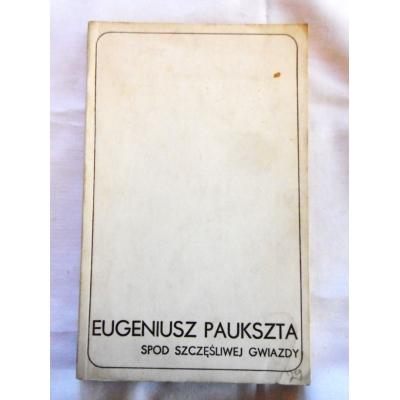 EUGENIUSZ PAUKSZTA
SPOD SZCZĘŚLIWEJ GWIAZDY